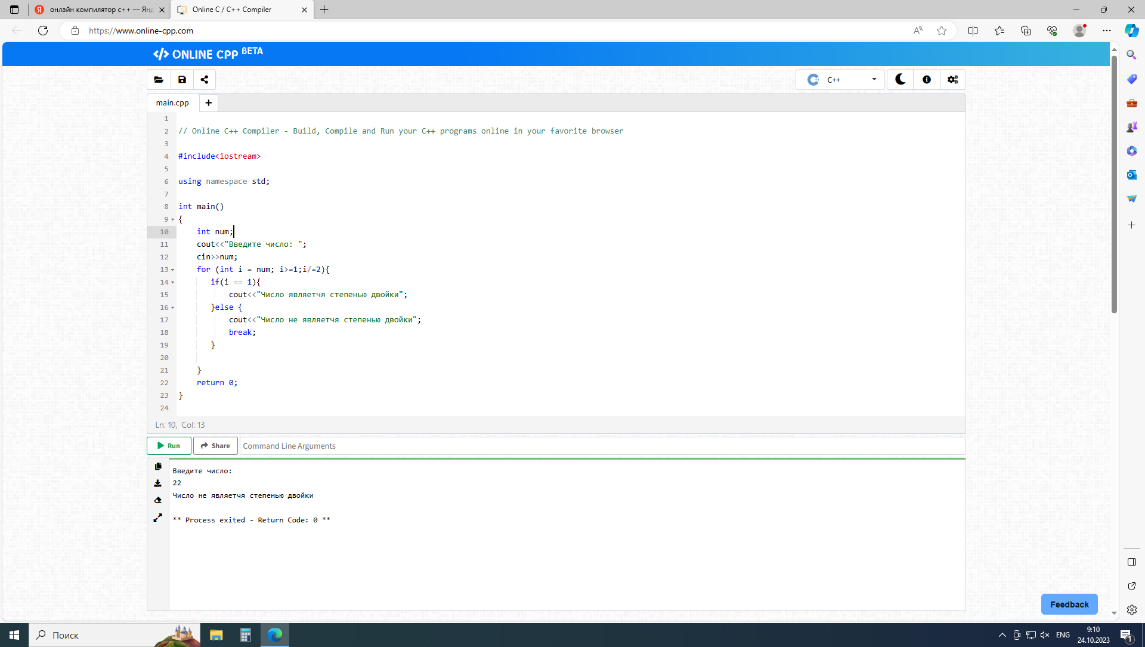 онлайн компилятор c++ — Янд
Online C / C++ Compiler
https://www.online-cpp.com
ONLINE CPP BETA
C++
main.cpp
+
1
2 // Online C++ Compiler - Build, Compile and Run your C++ programs online in your favorite browser
3
4 #include<iostream>
5
6 using namespace std;
7
8 int main()
9 {
10 int num;
11 cout<<"Введите число: ";
12 cin>>num;
13 for (int i = num; i>=1;i/=2){
14 if(i == 1){
15 cout<<"Число являетчя степенью двойки";
16 }else {
17 cout<<"Число не являетчя степенью двойки";
18 break;
19 }
20
21 }
22 return 0;
23 }
24
Ln: 10, Col: 13
Run Share Command Line Arguments
Введите число:
22
Число не являетчя степенью двойки
** Process exited - Return Code: 0 **
Feedback
Поиск
ENG
9:10
24.10.2023
1